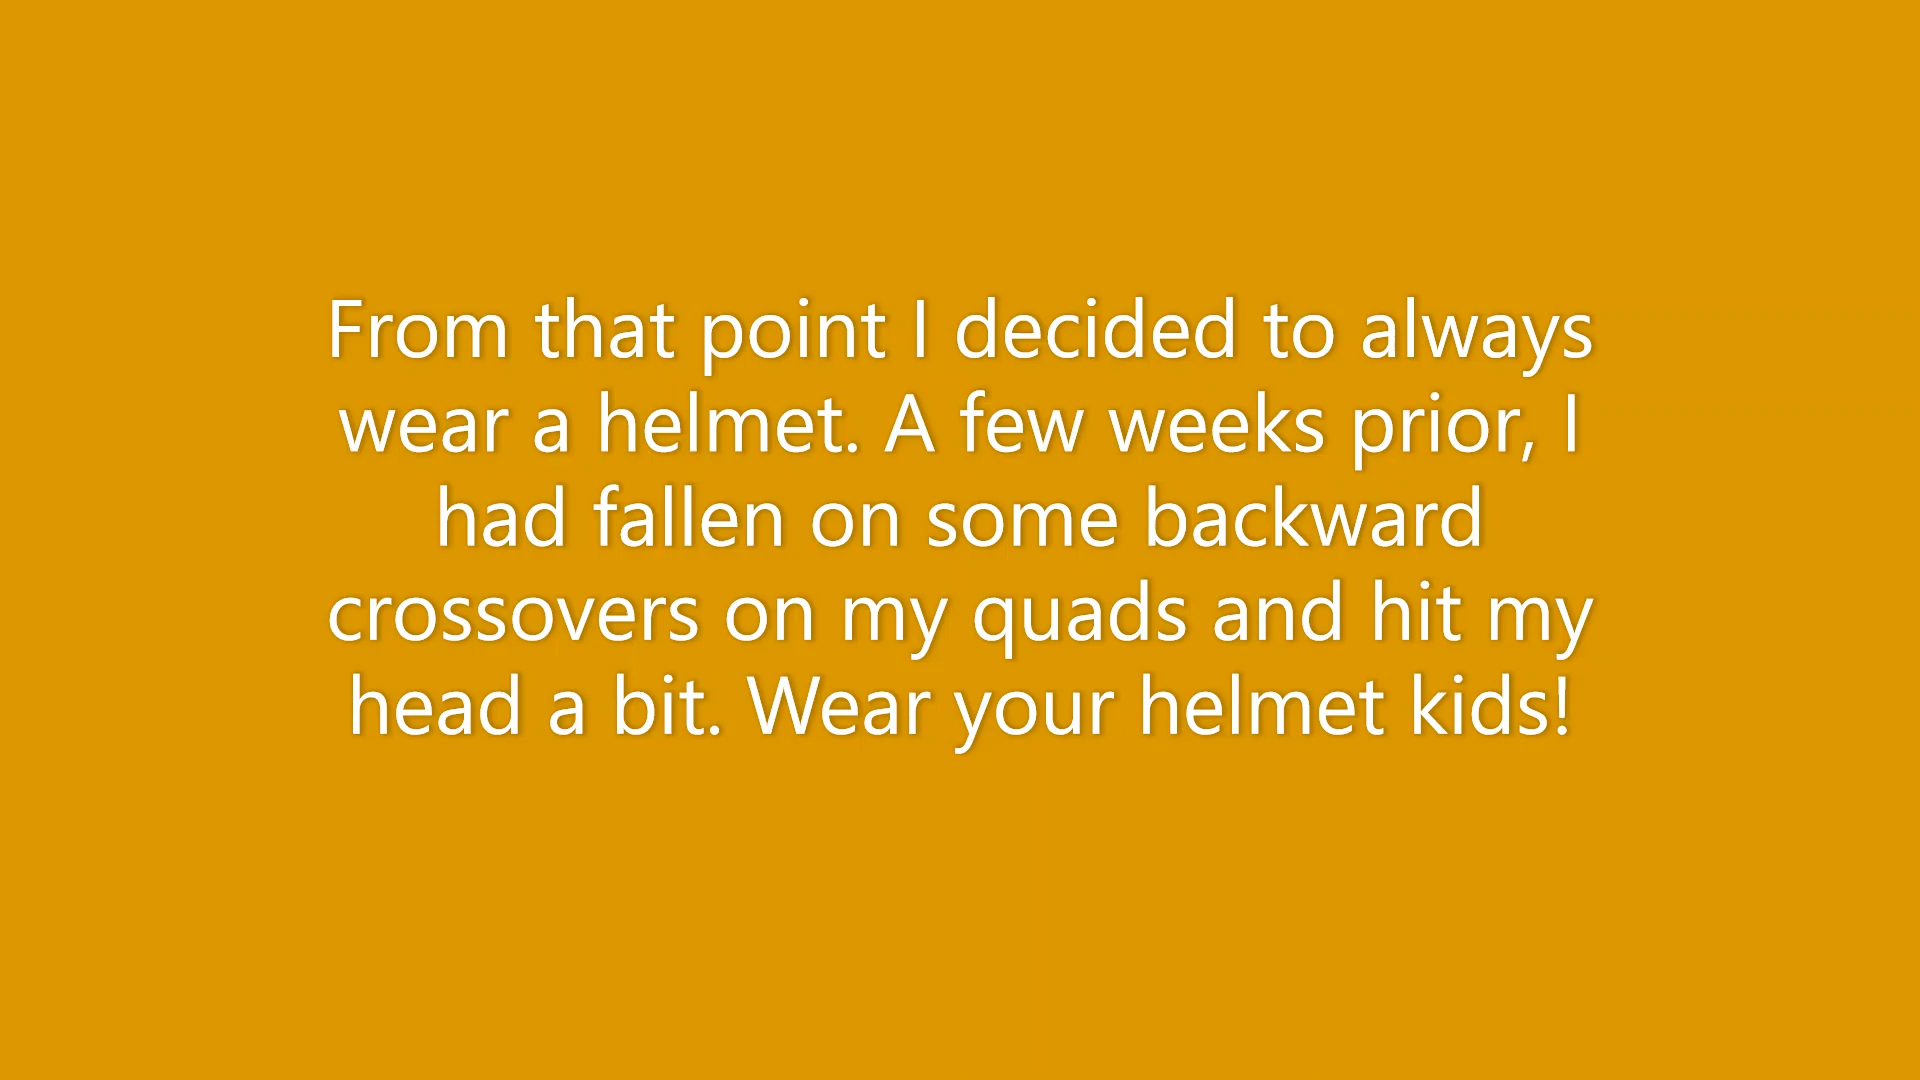 From that point I decided to always
wear a helmet. A few weeks prior, I
had fallen on some backward
crossovers on my quads and hit my
head a bit. Wear your helmet kids!